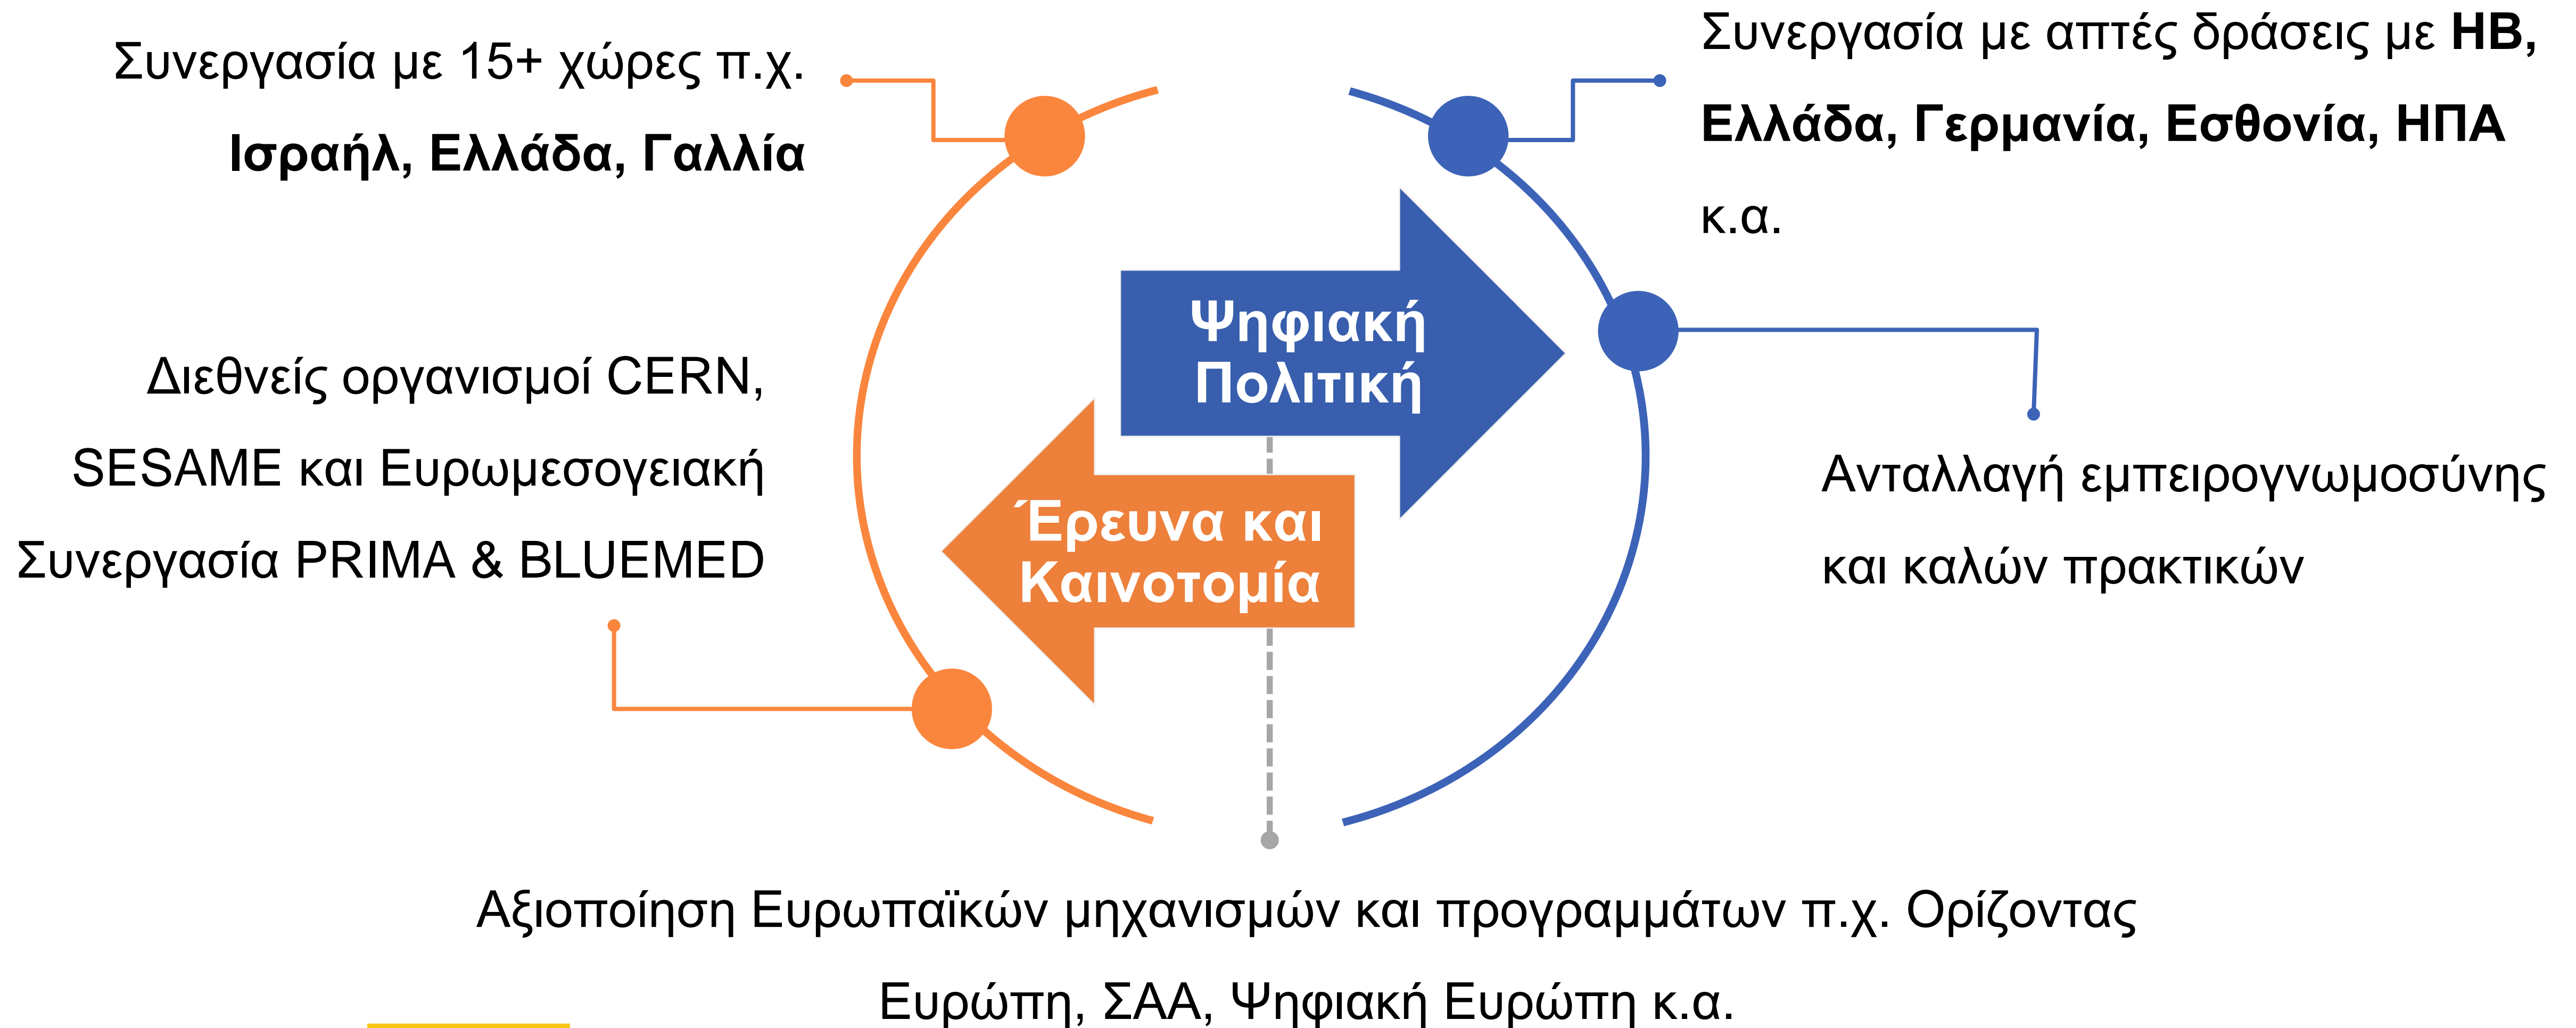 Συνεργασία με 15+ χώρες π.χ.
Ισραήλ, Ελλάδα, Γαλλία
Διεθνείς οργανισμοί CERN,
SESAME και Ευρωμεσογειακή
Συνεργασία PRIMA & BLUEMED
Ψηφιακή
Πολιτική
Έρευνα και
Καινοτομία
Συνεργασία με απτές δράσεις με ΗΒ,
Ελλάδα, Γερμανία, Εσθονία, ΗΠΑ
κ.α.
Ανταλλαγή εμπειρογνωμοσύνης
και καλών πρακτικών
Αξιοποίηση Ευρωπαϊκών μηχανισμών και προγραμμάτων π.χ. Ορίζοντας
Ευρώπη, ΣΑΑ, Ψηφιακή Ευρώπη κ.α.